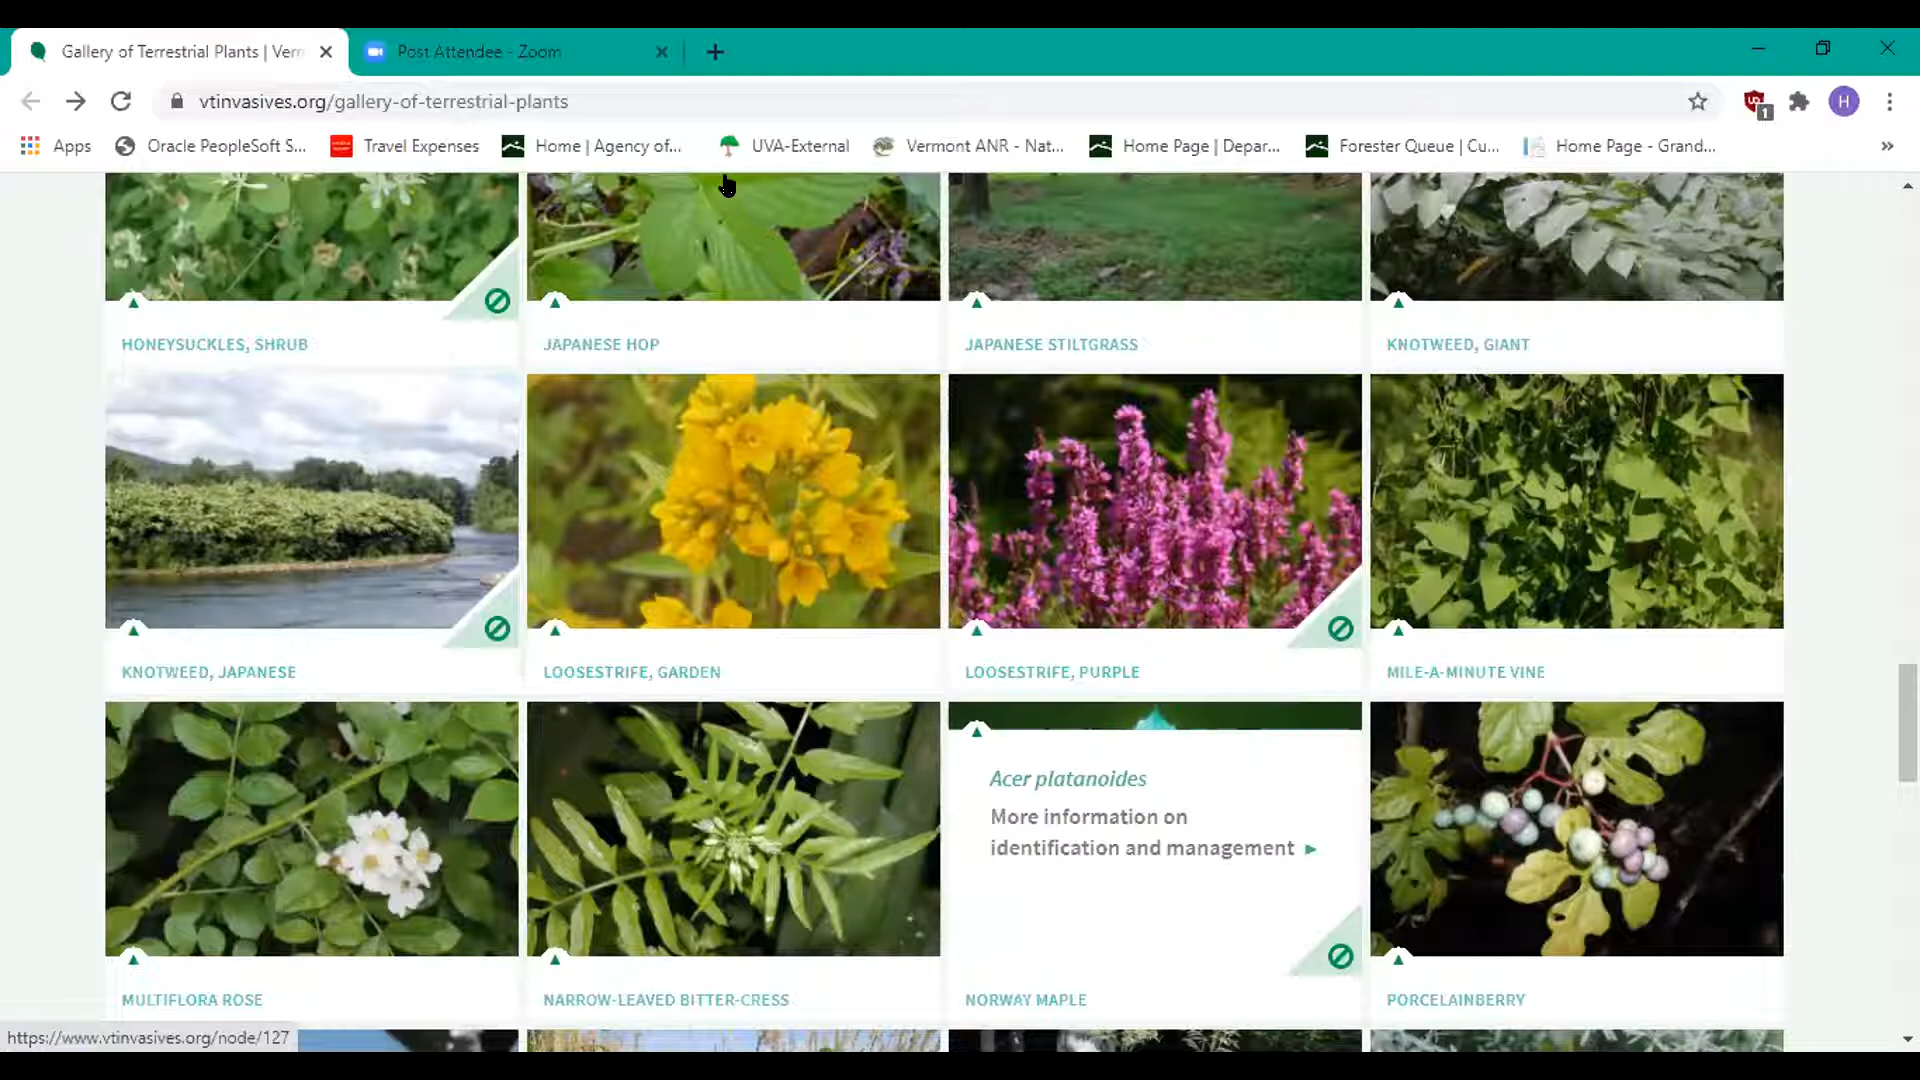 Gallery of Terrestrial Plants | Verm
Post Attendee - Zoom
vtinvasives.org/gallery-of-terrestrial-plants
1
H
Apps
Oracle PeopleSoft S...
Travel Expenses
Home | Agency of...
UVA-External
Vermont ANR - Nat...
Home Page | Depar...
Forester Queue | Cu...
Home Page - Grand...
»
HONEYSUCKLES, SHRUB
JAPANESE HOP
JAPANESE STILTGRASS
KNOTWEED, GIANT
KNOTWEED, JAPANESE
LOOSESTRIFE, GARDEN
LOOSESTRIFE, PURPLE
MILE-A-MINUTE VINE
Acer platanoides
More information on
identification and management
MULTIFLORA ROSE
NARROW-LEAVED BITTER-CRESS
NORWAY MAPLE
PORCELAINBERRY
https://www.vtinvasives.org/node/127